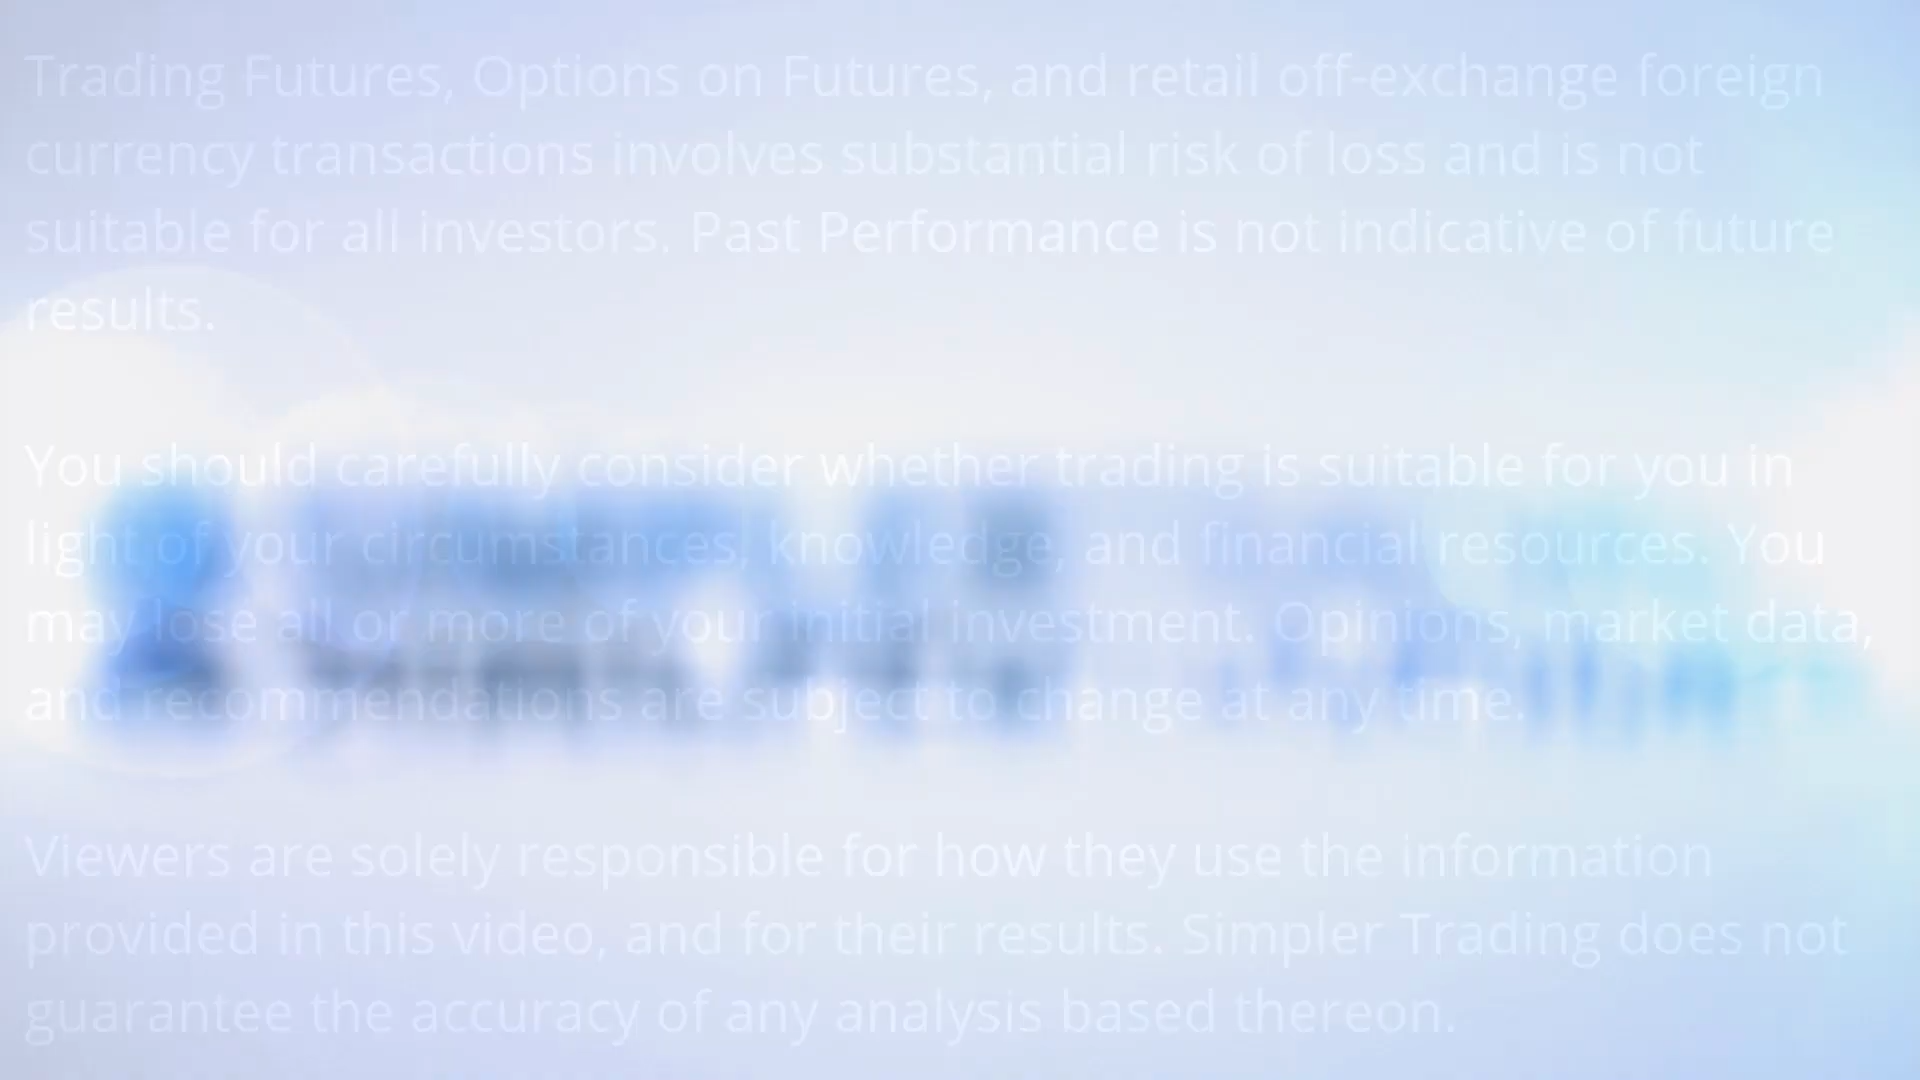 Trading Futures, Options on Futures, and retail off-exchange foreign
currency transactions involves substantial risk of loss and is not
suitable for all investors. Past Performance is not indicative of future
results.
You should carefully consider whether trading is suitable for you in
light of your circumstances, knowledge, and financial resources. You
may lose all or more of your initial investment. Opinions, market data,
and recommendations are subject to change at any time.
Viewers are solely responsible for how they use the information
provided in this video, and for their results. Simpler Trading does not
guarantee the accuracy of any analysis based thereon.